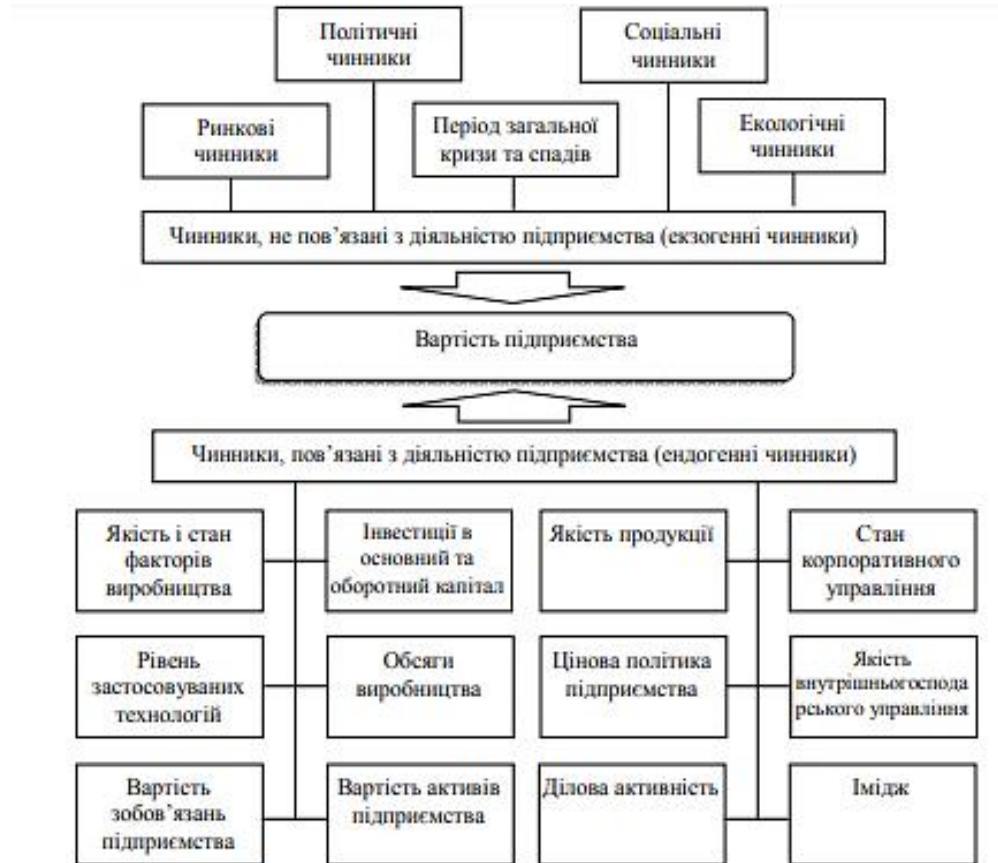 Політичні
чинники
Соціальні
чинники
Ринкові
чинники
Період загальної
кризи та спадів
Екологічні
чинники
Чинники, не пов’язані з діяльністю підприємства (екзогенні чинники)
Вартість підприємства
Чинники, пов’язані з діяльністю підприємства (ендогенні чинники)
Якість і стан
факторів
виробництва
Інвестиції в
основний та
оборотний капітал
Якість продукції
Стан
корпоративного
управління
Рівень
застосовуваних
технологій
Обсяги
виробництва
Цінова політика
підприємства
Якість
внутрішньогоспода
рського управління
Вартість
зобов’язань
підприємства
Вартість активів
підприємства
Ділова активність
Імідж